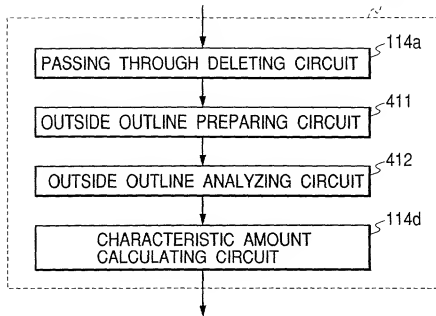 114a
PASSING THROUGH DELETING CIRCUIT
411
OUTSIDE OUTLINE PREPARING CIRCUIT
412
OUTSIDE OUTLINE ANALYZING CIRCUIT
114d
CHARACTERISTIC AMOUNT
CALCULATING CIRCUIT